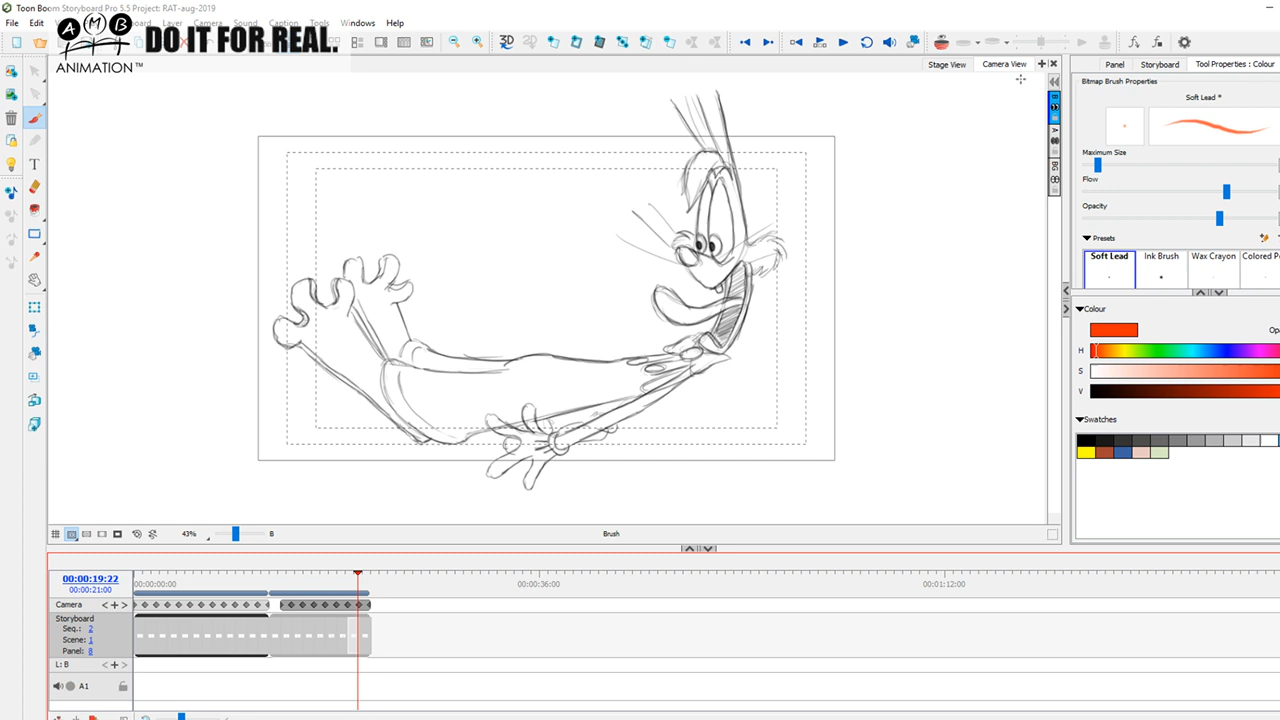 Toon Boom Storyboard Pro 5.5 Project: RAT-aug-2019
File Edit Layer Camera Sound Caption Tools Windows Help
AMB
ANIMATION™
DO IT FOR REAL.
3D
Stage View Camera View
Panel Storyboard Tool Properties : Colour
Bitmap Brush Properties
Soft Lead *
Maximum Size
Flow
Opacity
Presets
Soft Lead Ink Brush Wax Crayon Colored P
Colour
H
S
V
Swatches
B
A
BG
T
43% B Brush
00:00:19:22
00:00:21:00
00:00:00:00 00:00:36:00 00:01:12:00
Camera
Storyboard
Seq.: 2
Scene: 1
Panel: 8
L: B
A1